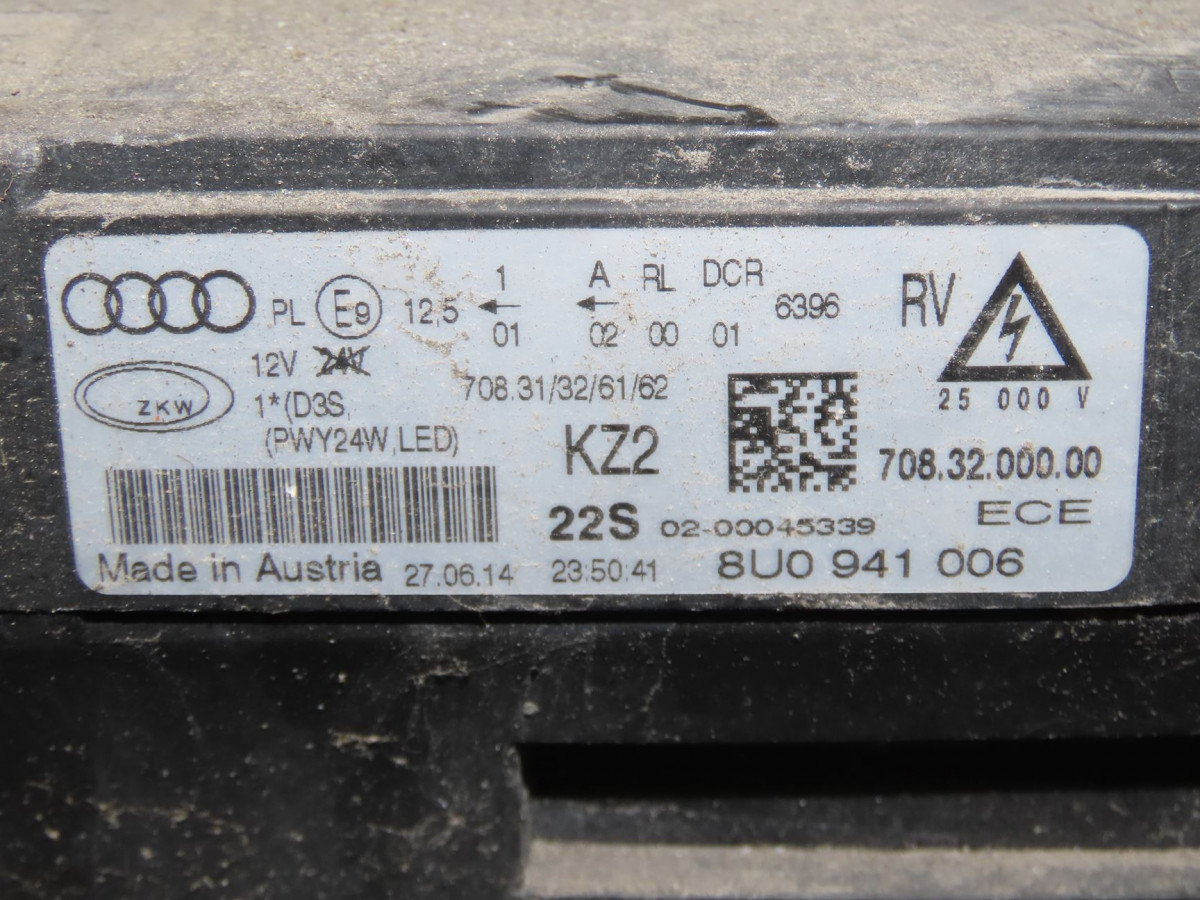 PL E9 12,5 1 01 A 02 RL 00 DCR 01 6396 RV
25 000 V
12V 24V
ZKW
1*(D3S,
(PWY24W,LED)
708.31/32/61/62
KZ2
708.32.000.00
22S 02-00045339 ECE
Made in Austria 27.06.14 23:50:41 8U0 941 006